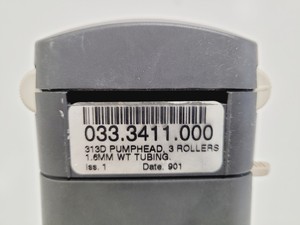 033.3411.000
313D PUMPHEAD, 3 ROLLERS
1.6MM WT TUBING.
Iss. 1 Date. 901